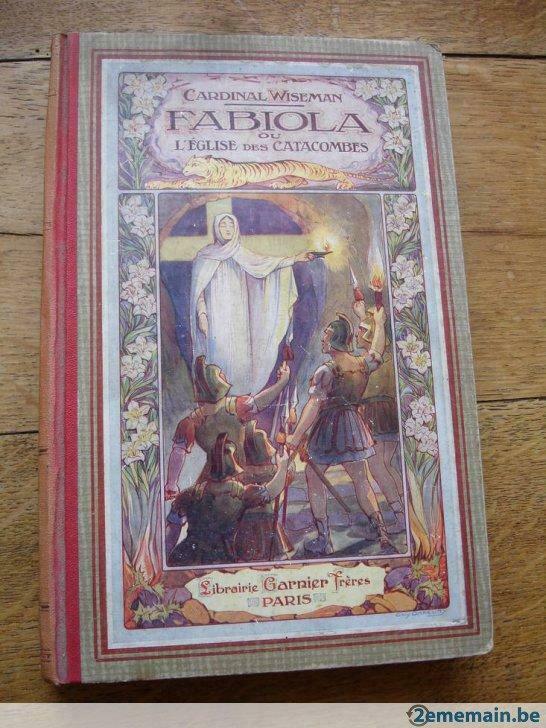 CARDINAL WISEMAN
FABIOLA
OU
L'ÉGLISE DES CATACOMBES
Librairie Garnier Frères
PARIS
2ememain.be